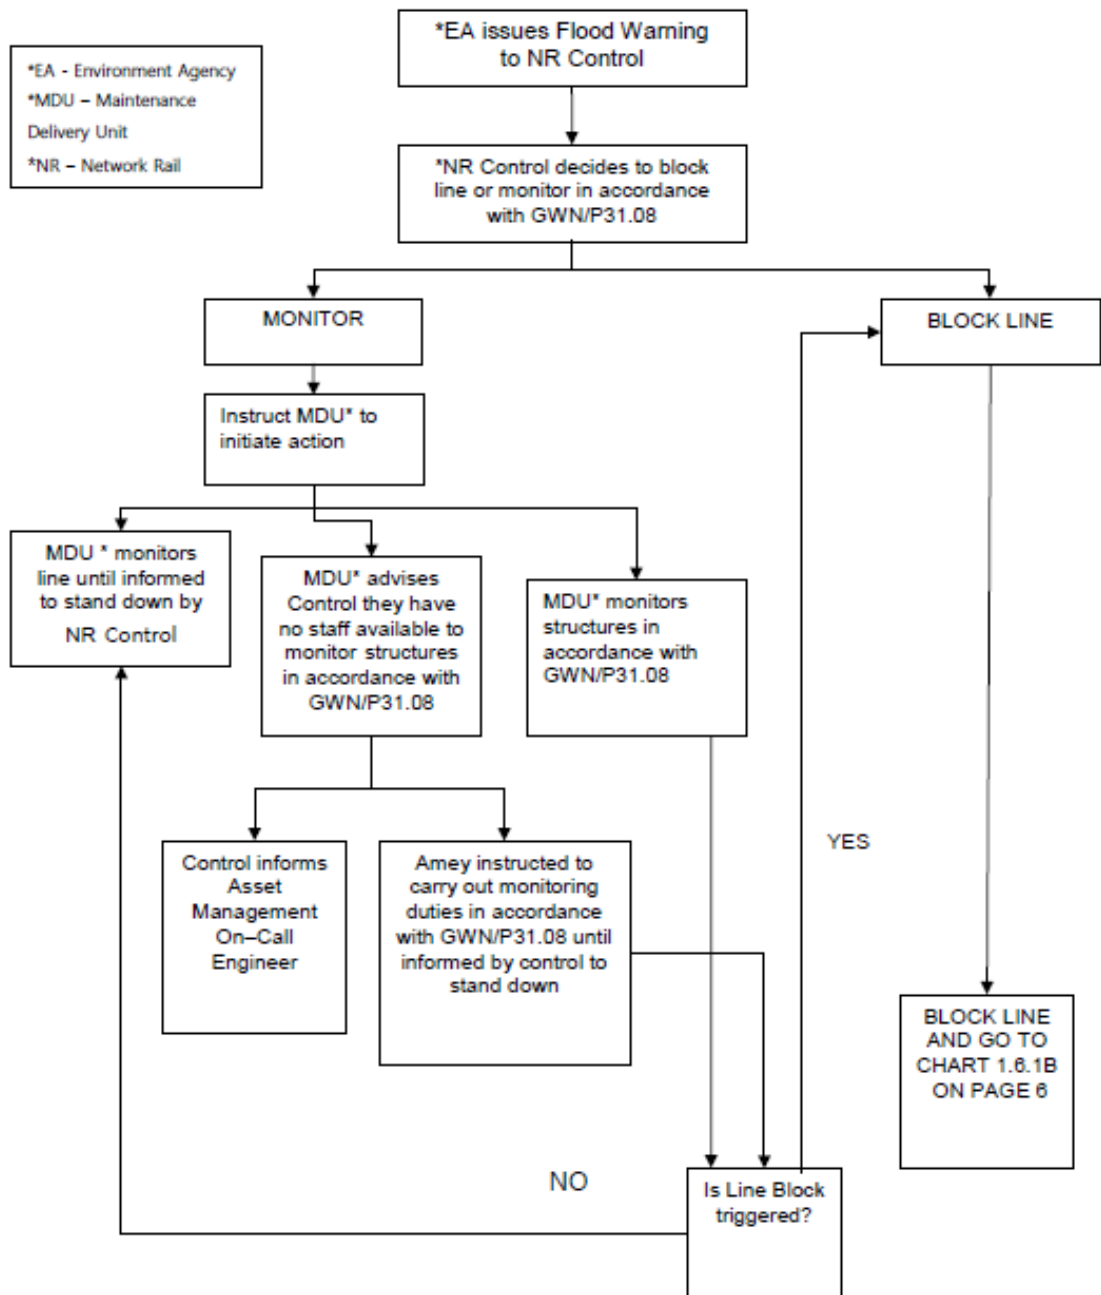 *EA issues Flood Warning
to NR Control
*EA - Environment Agency
*MDU – Maintenance
Delivery Unit
*NR – Network Rail
*NR Control decides to block
line or monitor in accordance
with GWN/P31.08
MONITOR
BLOCK LINE
Instruct MDU* to
initiate action
MDU * monitors
line until informed
to stand down by
NR Control
MDU* advises
Control they have
no staff available to
monitor structures
in accordance with
GWN/P31.08
MDU* monitors
structures in
accordance with
GWN/P31.08
Control informs
Asset
Management
On–Call
Engineer
Amey instructed to
carry out monitoring
duties in accordance
with GWN/P31.08 until
informed by control to
stand down
YES
BLOCK LINE
AND GO TO
CHART 1.6.1B
ON PAGE 6
NO
Is Line Block
triggered?